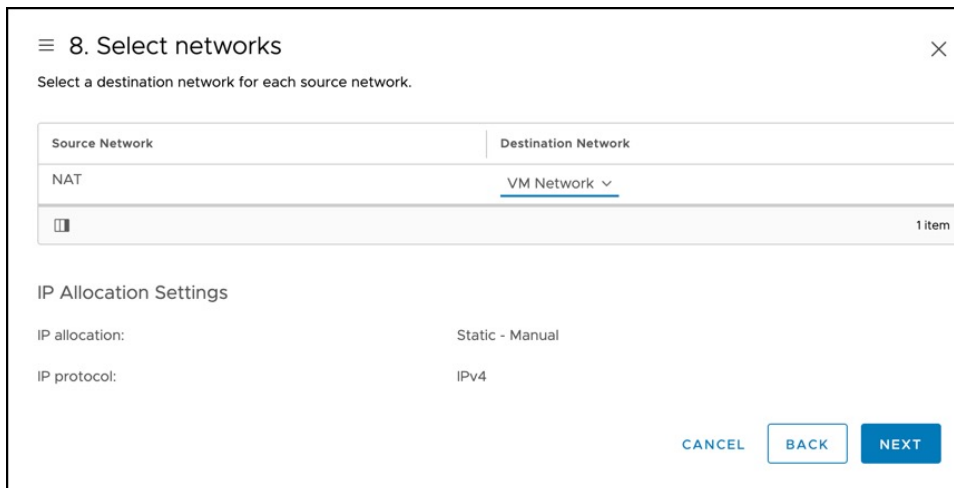 8. Select networks
Select a destination network for each source network.
Source Network Destination Network
NAT VM Network
1 item
IP Allocation Settings
IP allocation: Static - Manual
IP protocol: IPv4
CANCEL BACK NEXT